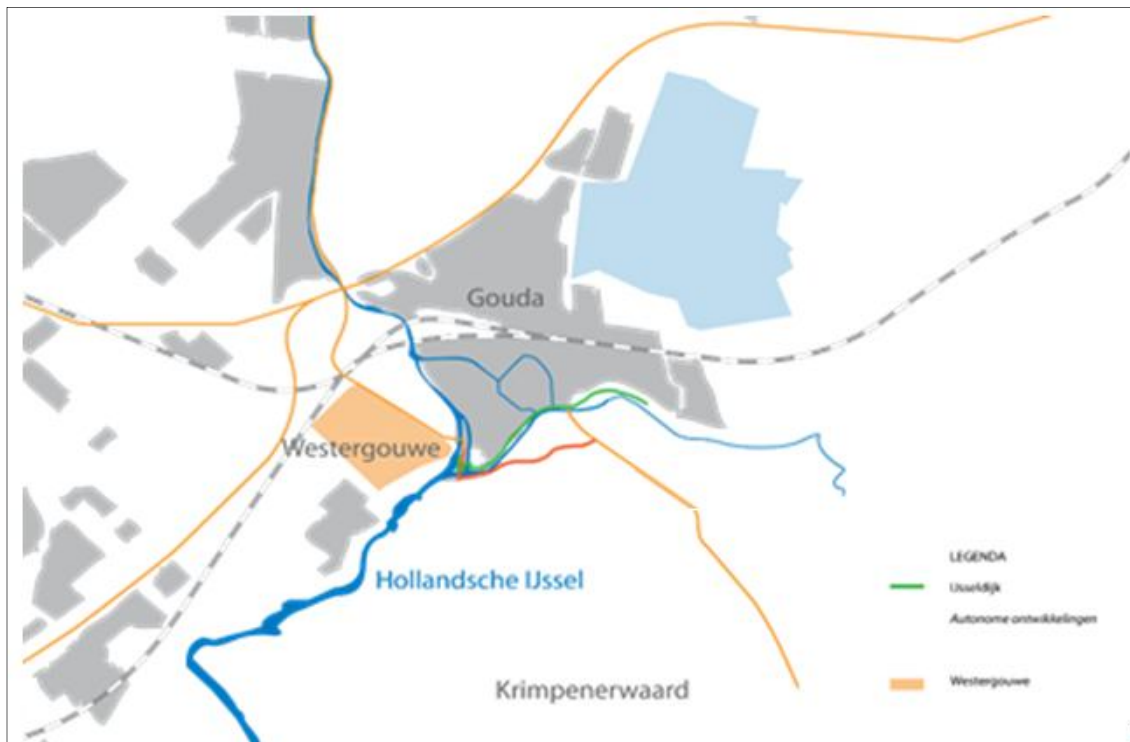 Gouda
Westergouwe
Hollandsche IJssel
Krimpenerwaard
LEGENDA
IJsseldijk
Autonome ontwikkelingen
Westergouwe